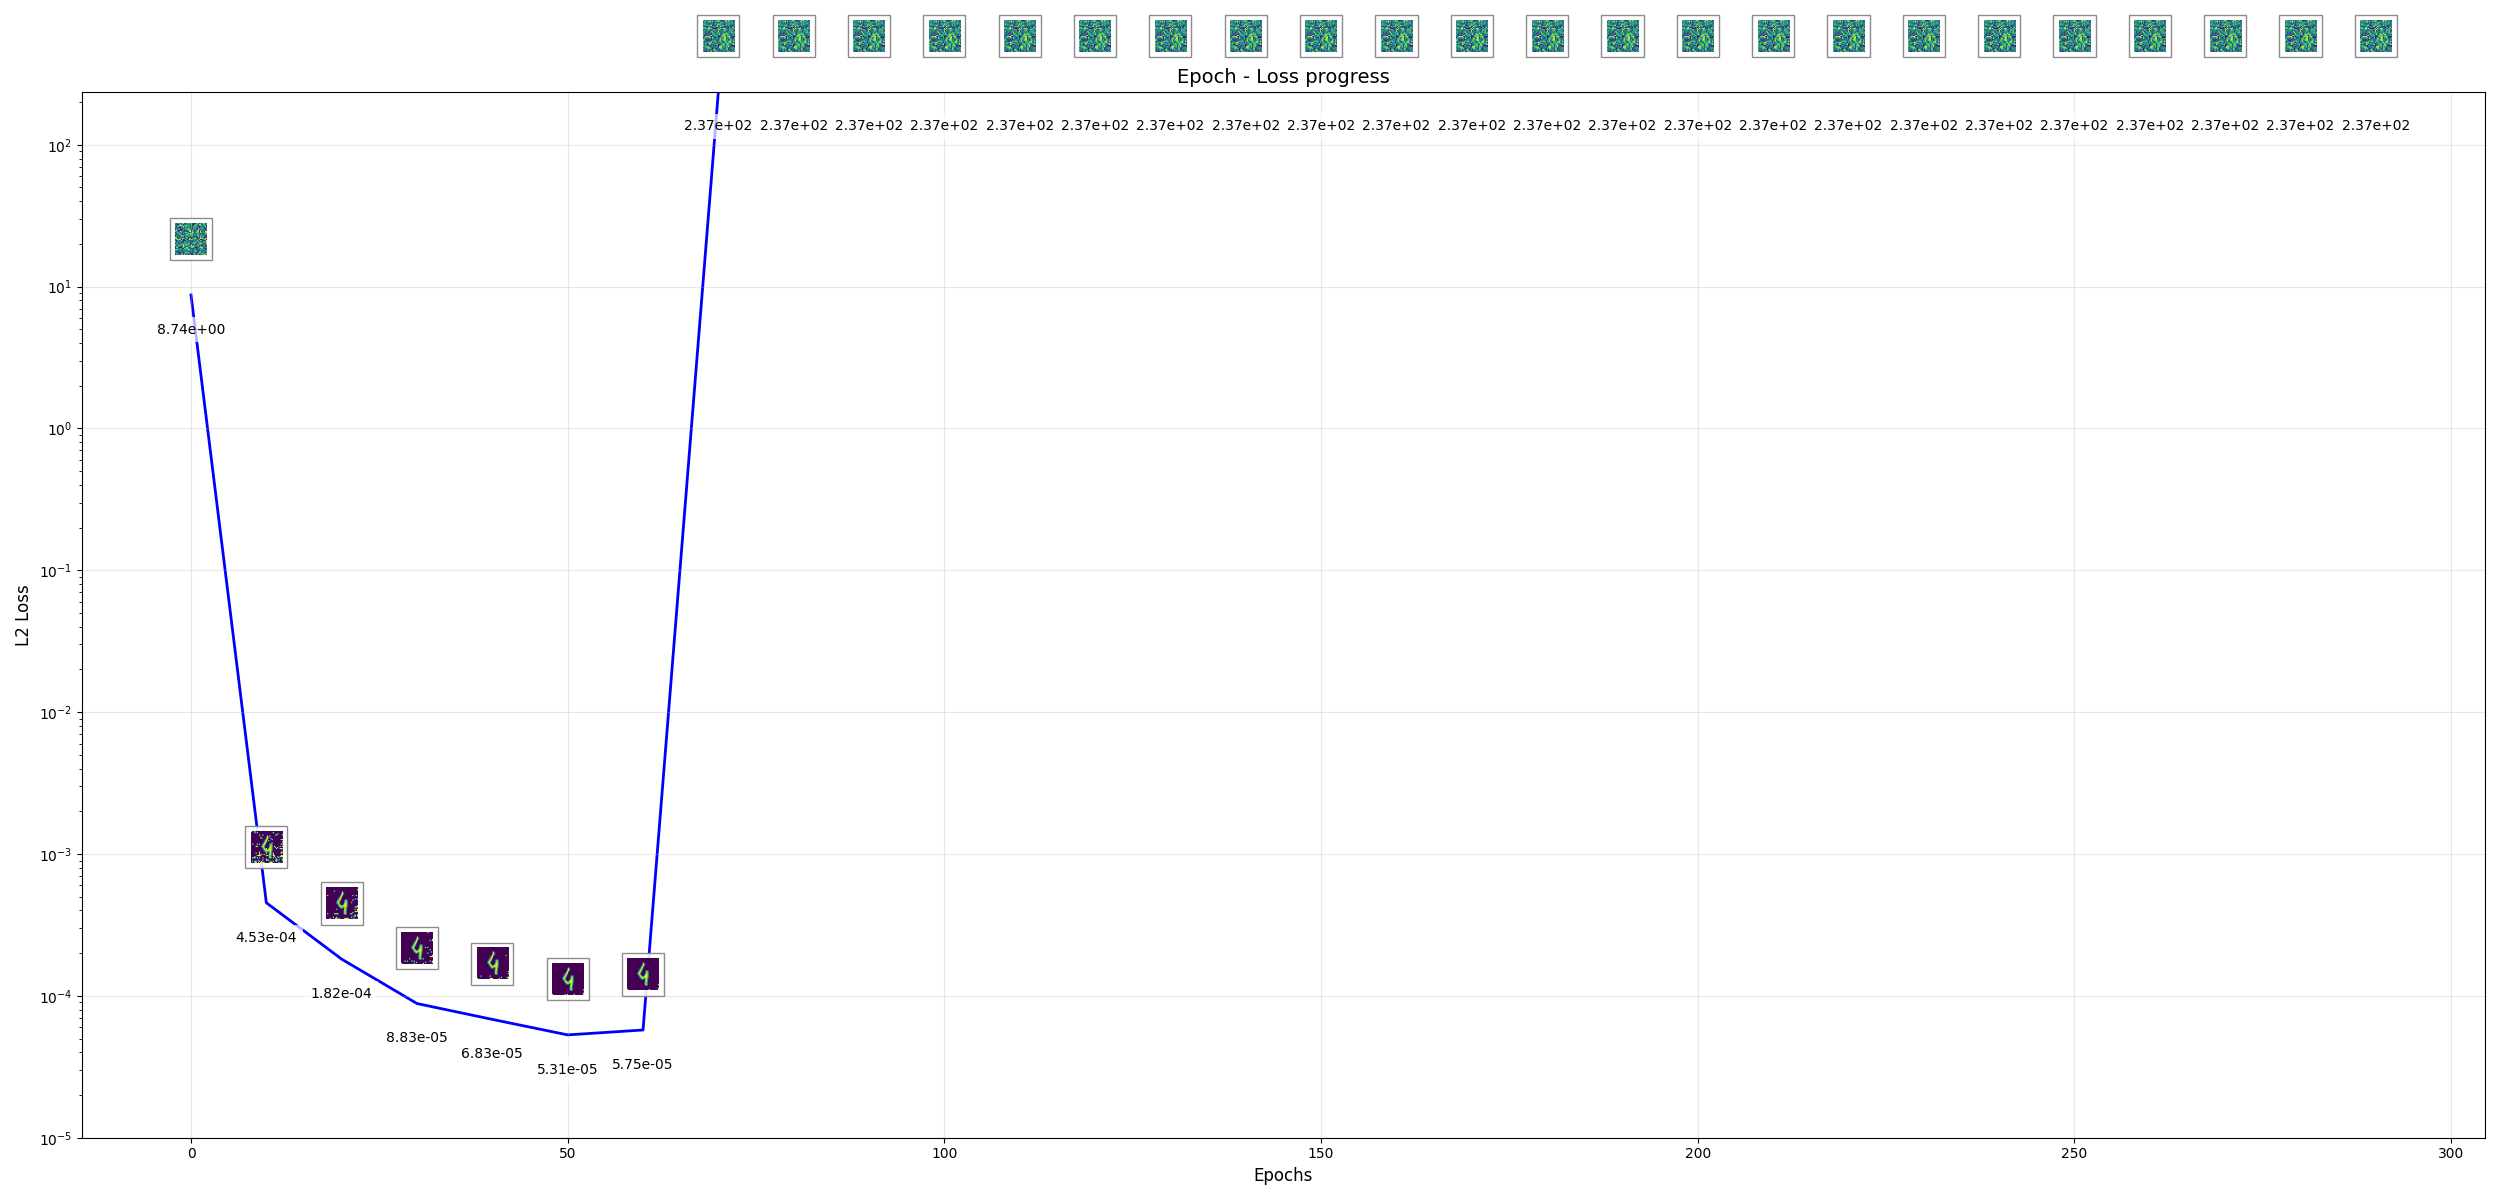 Epoch - Loss progress
2.37e+02 2.37e+02 2.37e+02 2.37e+02 2.37e+02 2.37e+02 2.37e+02 2.37e+02 2.37e+02 2.37e+02 2.37e+02 2.37e+02 2.37e+02 2.37e+02 2.37e+02 2.37e+02 2.37e+02 2.37e+02 2.37e+02 2.37e+02 2.37e+02 2.37e+02 2.37e+02
10²
10¹
8.74e+00
10⁰
10⁻¹
L2 Loss
10⁻²
10⁻³
4.53e-04
1.82e-04
10⁻⁴
8.83e-05
6.83e-05
5.31e-05
5.75e-05
10⁻⁵
0 50 100 150 200 250 300
Epochs